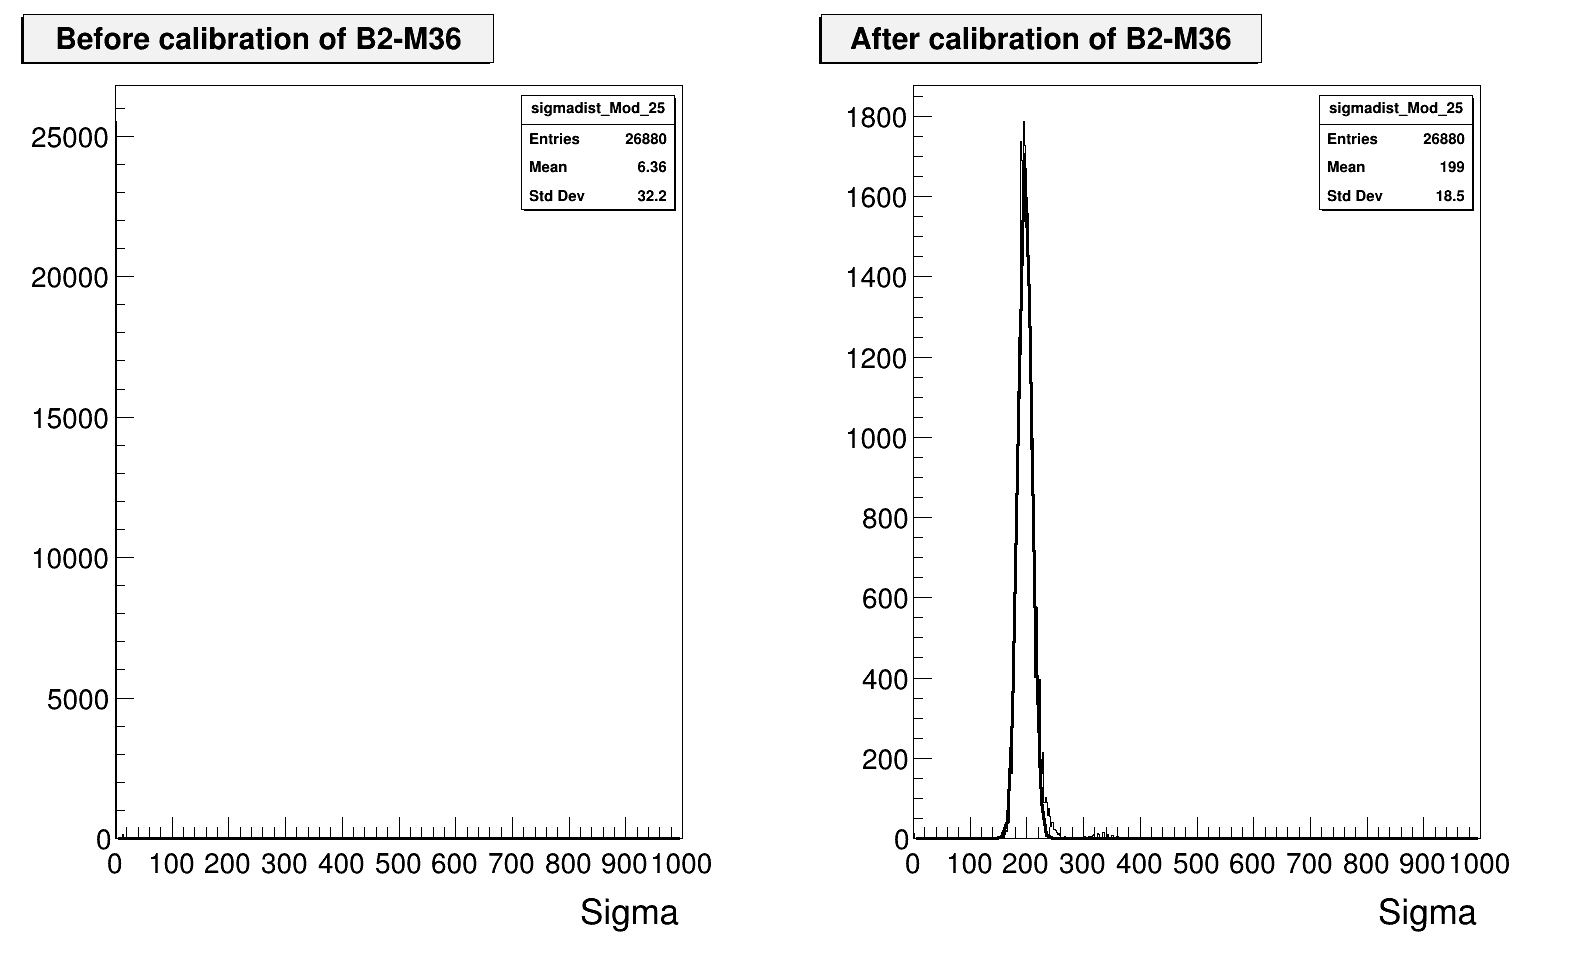 Before calibration of B2-M36
sigmadist_Mod_25
Entries 26880
Mean 6.36
Std Dev 32.2
25000
20000
15000
10000
5000
0
0 100 200 300 400 500 600 700 800 900 1000
Sigma
After calibration of B2-M36
sigmadist_Mod_25
Entries 26880
Mean 199
Std Dev 18.5
1800
1600
1400
1200
1000
800
600
400
200
0
0 100 200 300 400 500 600 700 800 900 1000
Sigma